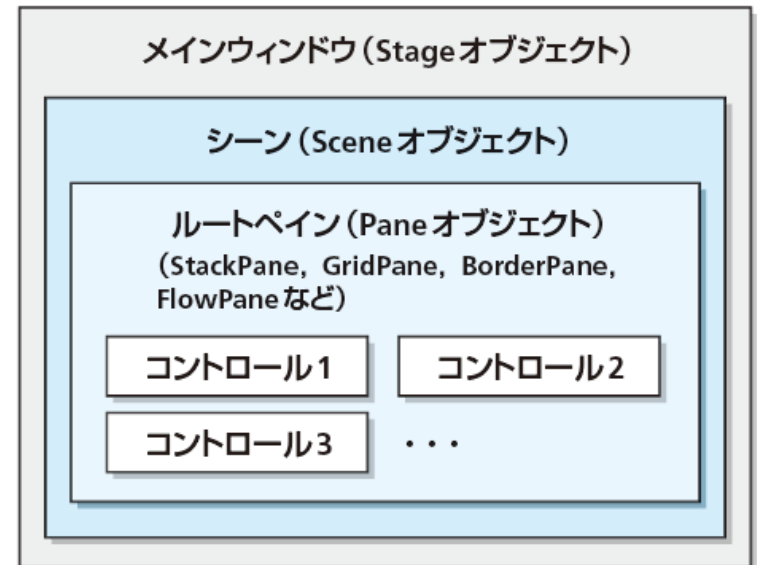 メインウィンドウ(Stageオブジェクト)
シーン(Sceneオブジェクト)
ルートペイン(Paneオブジェクト)
(StackPane, GridPane, BorderPane,
FlowPaneなど)
コントロール1 コントロール2
コントロール3 ・・・